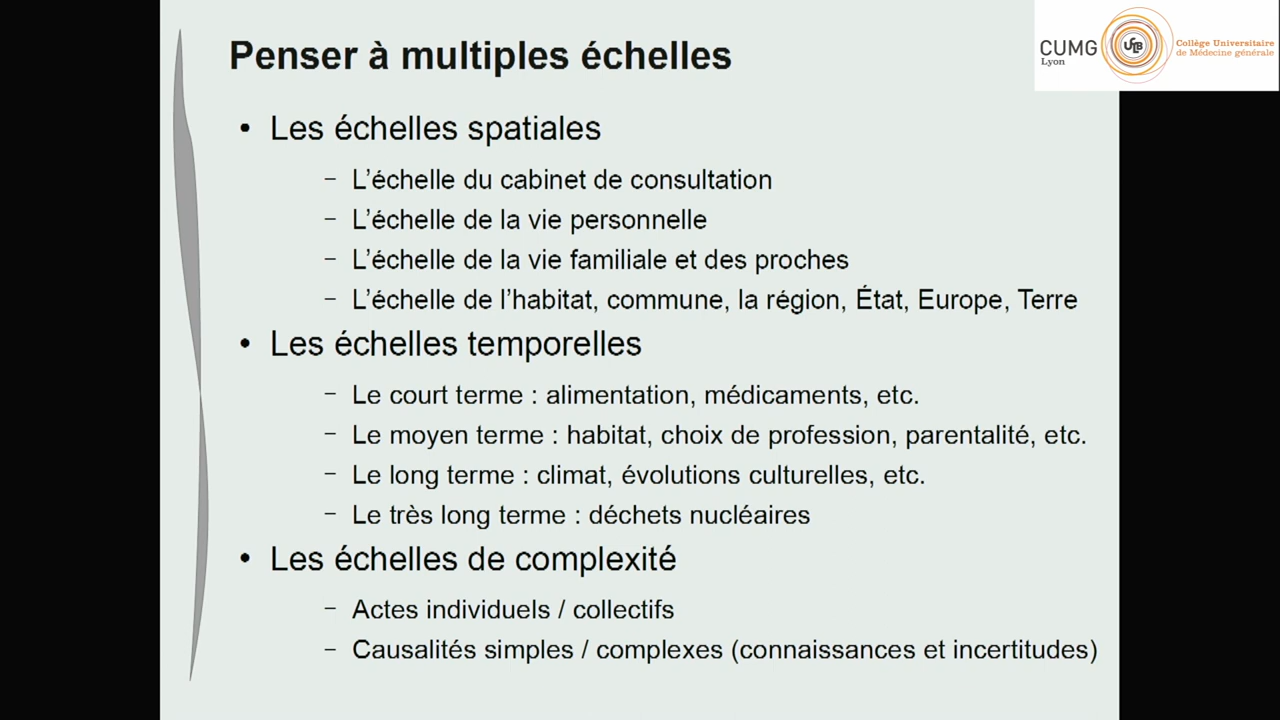 Penser à multiples échelles
CUMG
Lyon
UCLB
Collège Universitaire
de Médecine générale
• Les échelles spatiales
– L'échelle du cabinet de consultation
– L'échelle de la vie personnelle
– L'échelle de la vie familiale et des proches
– L'échelle de l'habitat, commune, la région, État, Europe, Terre
• Les échelles temporelles
– Le court terme : alimentation, médicaments, etc.
– Le moyen terme : habitat, choix de profession, parentalité, etc.
– Le long terme : climat, évolutions culturelles, etc.
– Le très long terme : déchets nucléaires
• Les échelles de complexité
– Actes individuels / collectifs
– Causalités simples / complexes (connaissances et incertitudes)